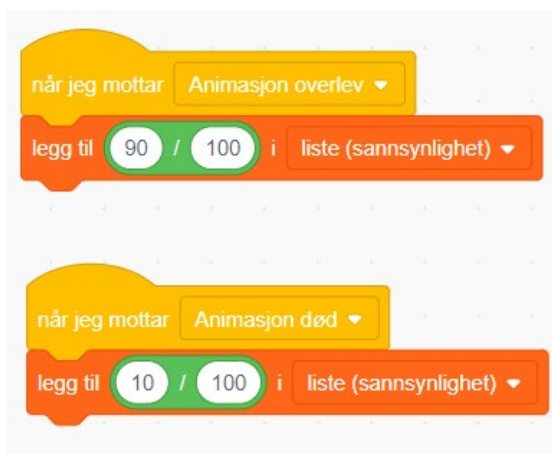 når jeg mottar Animasjon overlev
legg til 90 / 100 i liste (sannsynlighet)
når jeg mottar Animasjon død
legg til 10 / 100 i liste (sannsynlighet)